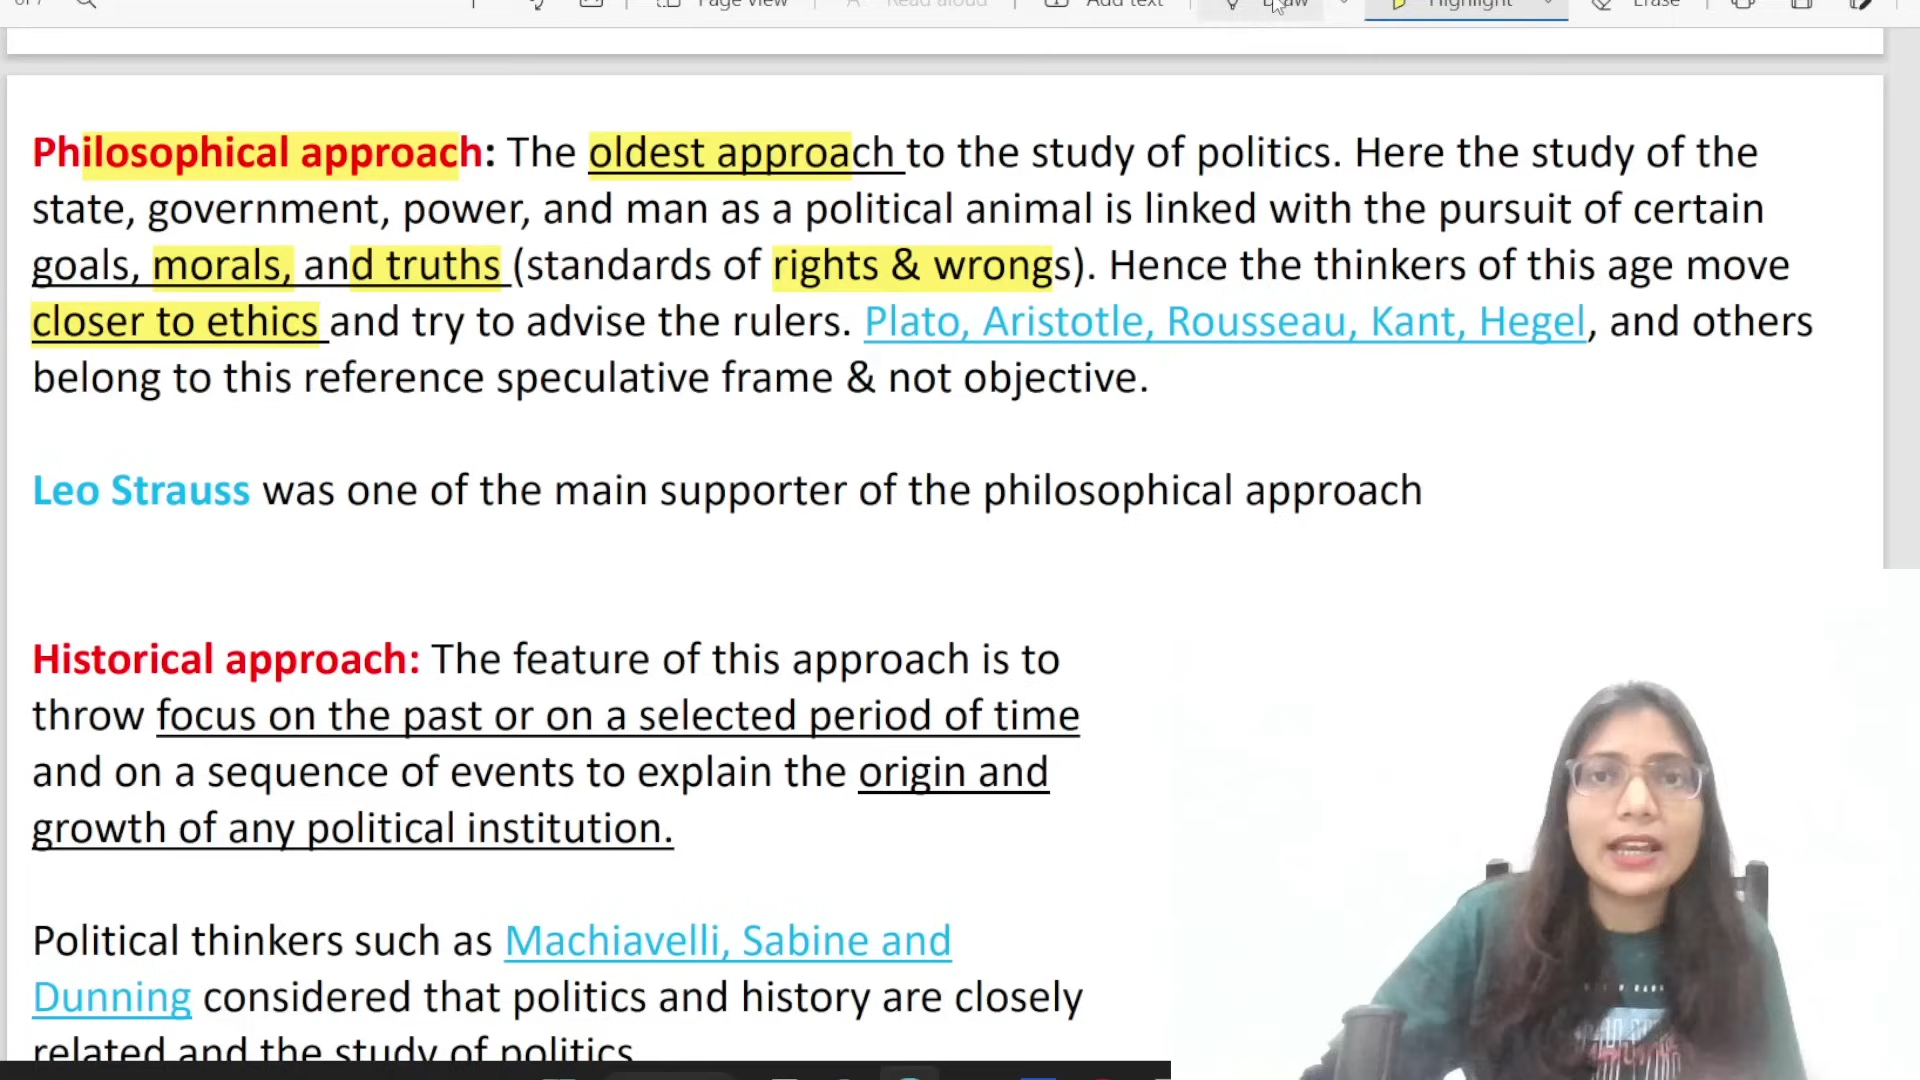 Page view
Read aloud
Add text
Draw
Highlight
Erase
Philosophical approach: The oldest approach to the study of politics. Here the study of the
state, government, power, and man as a political animal is linked with the pursuit of certain
goals, morals, and truths (standards of rights & wrongs). Hence the thinkers of this age move
closer to ethics and try to advise the rulers. Plato, Aristotle, Rousseau, Kant, Hegel, and others
belong to this reference speculative frame & not objective.
Leo Strauss was one of the main supporter of the philosophical approach
Historical approach: The feature of this approach is to
throw focus on the past or on a selected period of time
and on a sequence of events to explain the origin and
growth of any political institution.
Political thinkers such as Machiavelli, Sabine and
Dunning considered that politics and history are closely
related and the study of politics